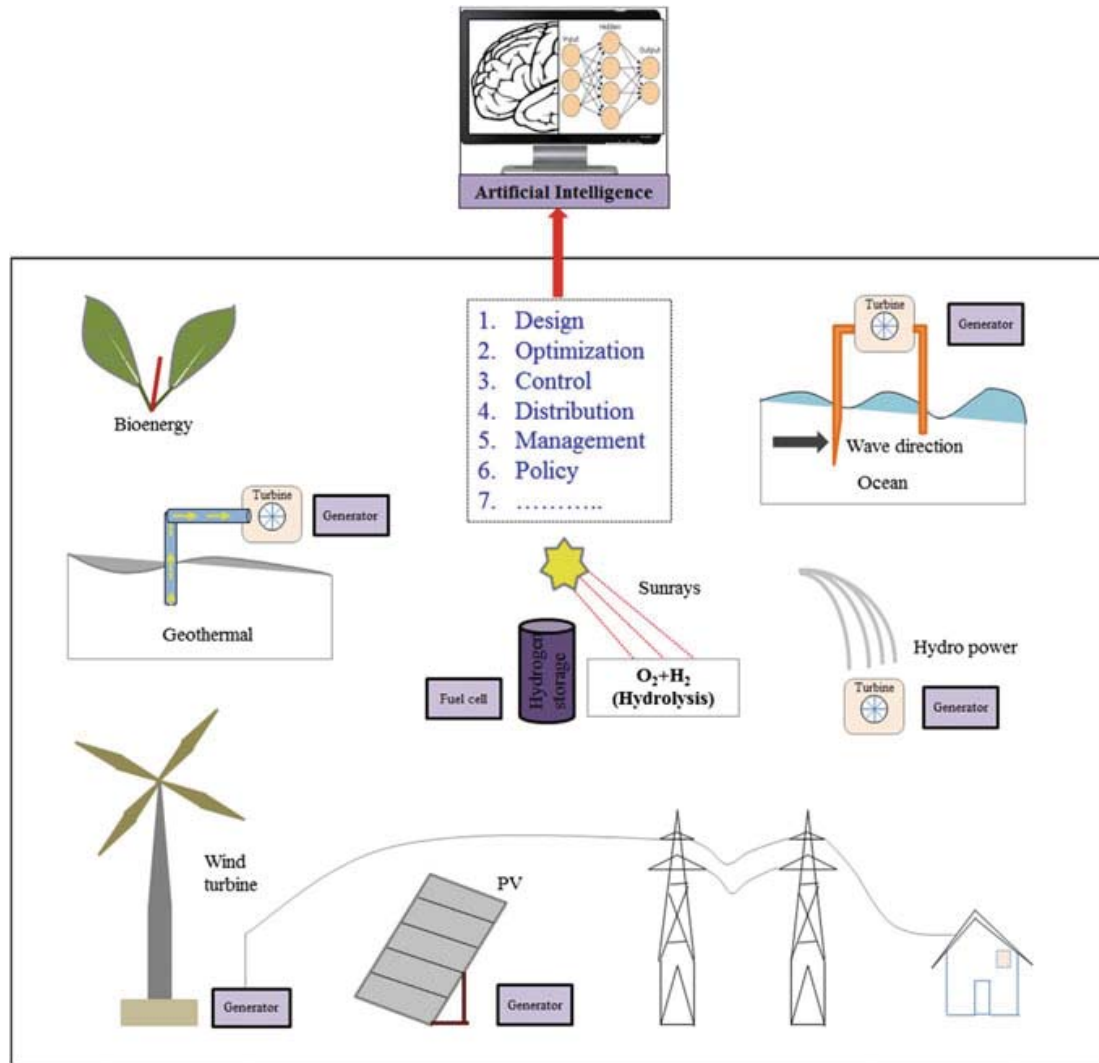 Input
Hidden
Output
Artificial Intelligence
1. Design
2. Optimization
3. Control
4. Distribution
5. Management
6. Policy
7. ………..
Bioenergy
Turbine
Generator
Wave direction
Ocean
Turbine
Generator
Geothermal
Sunrays
Hydrogen
storage
Fuel cell
O₂+H₂
(Hydrolysis)
Hydro power
Turbine
Generator
Wind
turbine
Generator
PV
Generator